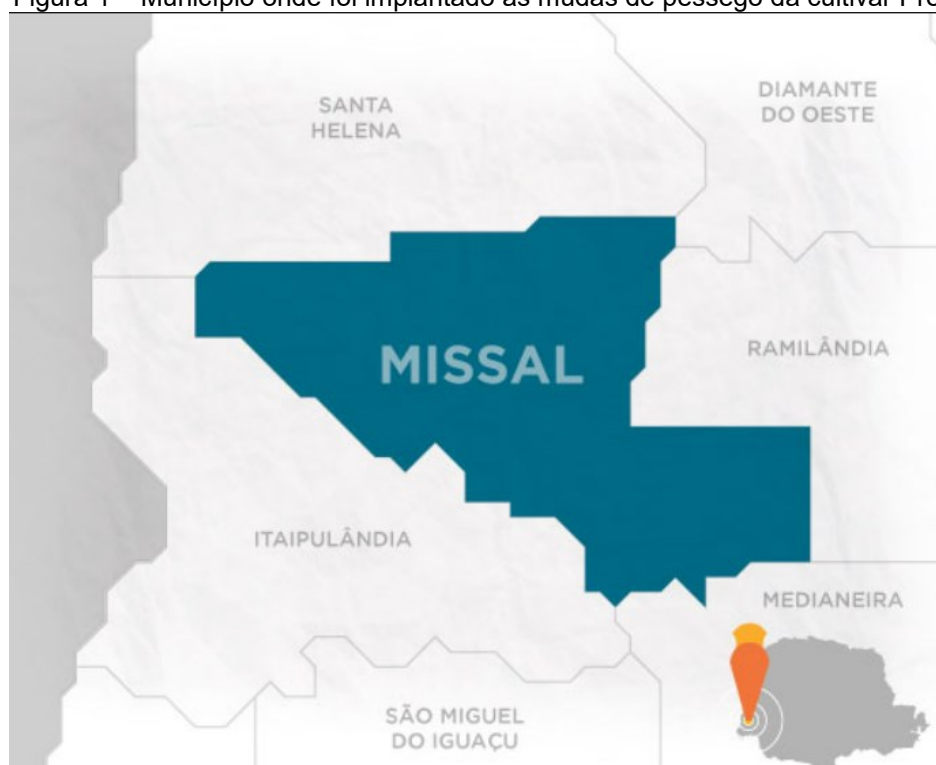 Figura 1 – Município onde foi implantado as mudas de pêssego da cultivar
SANTA
HELENA
DIAMANTE
DO OESTE
MISSAL
RAMILÂNDIA
ITAIPULÂNDIA
MEDIANEIRA
SÃO MIGUEL
DO IGUAÇU